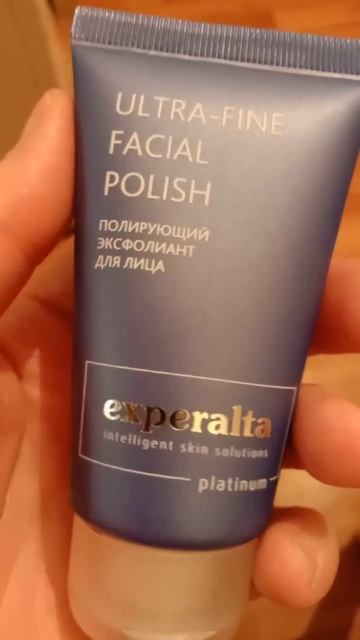 ULTRA-FINE
FACIAL
POLISH
ПОЛИРУЮЩИЙ
ЭКСФОЛИАНТ
ДЛЯ ЛИЦА
experalta
intelligent skin solutions
platinum